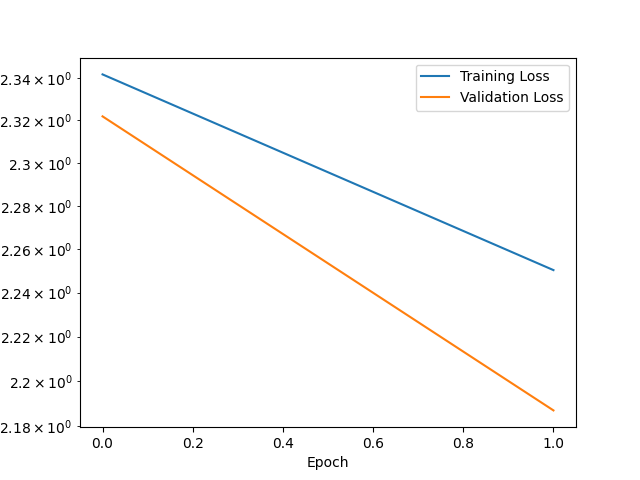 Training Loss
Validation Loss
2.34 × 10⁰
2.32 × 10⁰
2.3 × 10⁰
2.28 × 10⁰
2.26 × 10⁰
2.24 × 10⁰
2.22 × 10⁰
2.2 × 10⁰
2.18 × 10⁰
0.0 0.2 0.4 0.6 0.8 1.0
Epoch